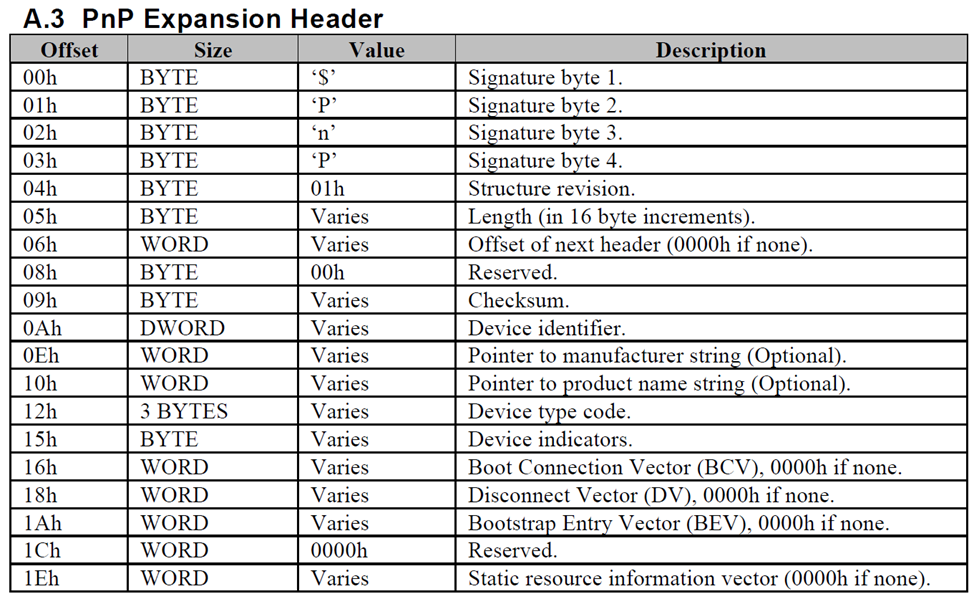 A.3 PnP Expansion Header
Offset Size Value Description
00h BYTE ‘$’ Signature byte 1.
01h BYTE ‘P’ Signature byte 2.
02h BYTE ‘n’ Signature byte 3.
03h BYTE ‘P’ Signature byte 4.
04h BYTE 01h Structure revision.
05h BYTE Varies Length (in 16 byte increments).
06h WORD Varies Offset of next header (0000h if none).
08h BYTE 00h Reserved.
09h BYTE Varies Checksum.
0Ah DWORD Varies Device identifier.
0Eh WORD Varies Pointer to manufacturer string (Optional).
10h WORD Varies Pointer to product name string (Optional).
12h 3 BYTES Varies Device type code.
15h BYTE Varies Device indicators.
16h WORD Varies Boot Connection Vector (BCV), 0000h if none.
18h WORD Varies Disconnect Vector (DV), 0000h if none.
1Ah WORD Varies Bootstrap Entry Vector (BEV), 0000h if none.
1Ch WORD 0000h Reserved.
1Eh WORD Varies Static resource information vector (0000h if none).